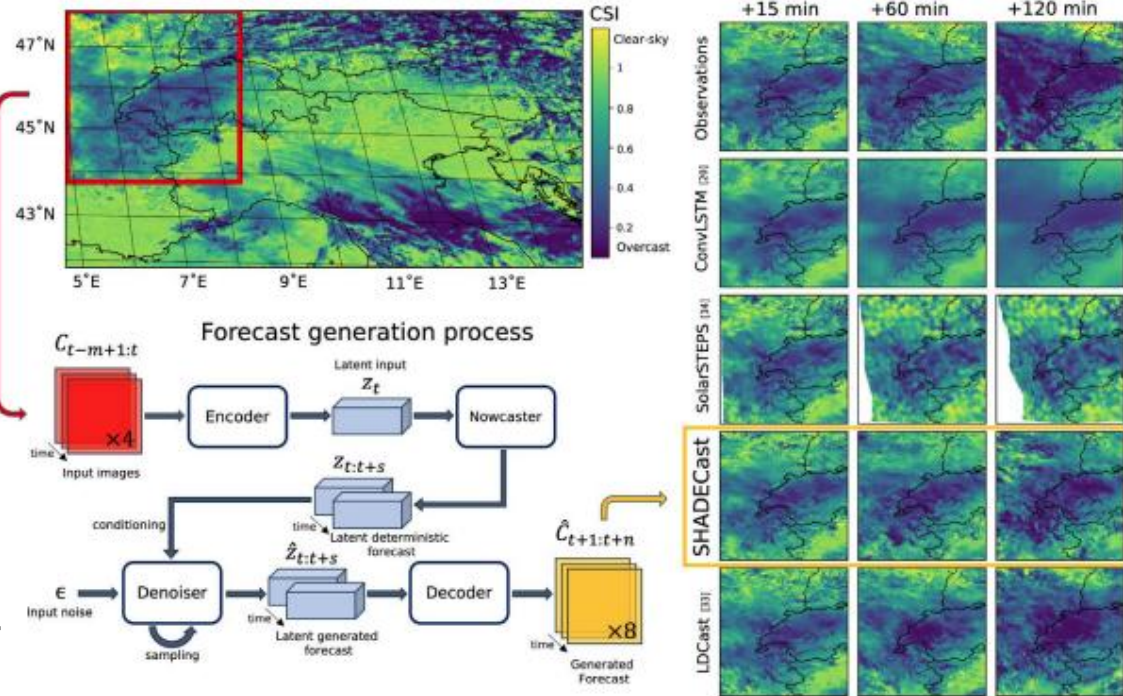 CSI
Clear-sky
1
0.8
0.6
0.4
0.2
Overcast
47°N
45°N
43°N
5°E
7°E
9°E
11°E
13°E
Forecast generation process
C_{t-m+1:t}
×4
time
Input images
Encoder
Latent input
z_t
Nowcaster
z_{t:t+s}
time
Latent deterministic
forecast
conditioning
ϵ
Input noise
Denoiser
sampling
ẑ_{t:t+s}
time
Latent generated
forecast
Decoder
Ĉ_{t+1:t+n}
×8
time
Generated
Forecast
+15 min
+60 min
+120 min
Observations
ConvLSTM [29]
SolarSTEPS [14]
SHADECast
LDCast [33]